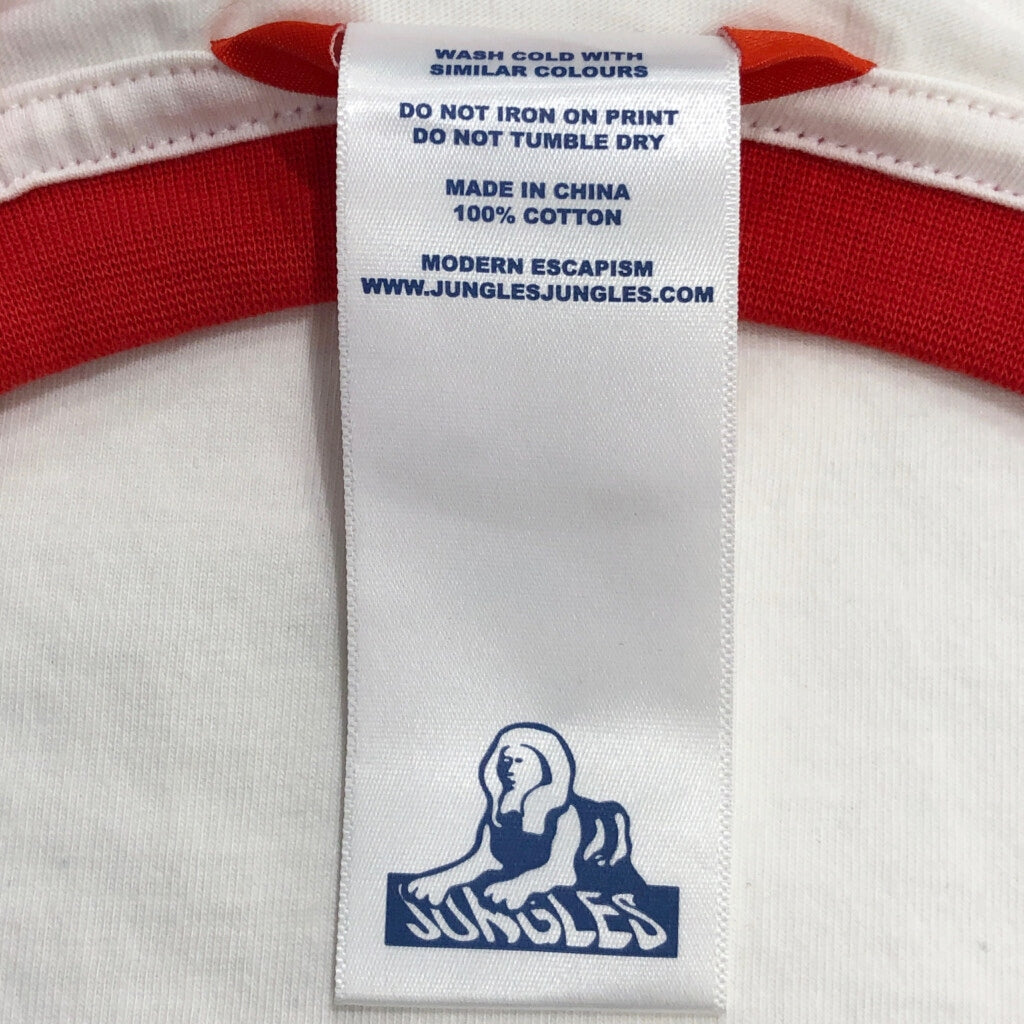 WASH COLD WITH
SIMILAR COLOURS
DO NOT IRON ON PRINT
DO NOT TUMBLE DRY
MADE IN CHINA
100% COTTON
MODERN ESCAPISM
WWW.JUNGLESJUNGLES.COM
JUNGLES